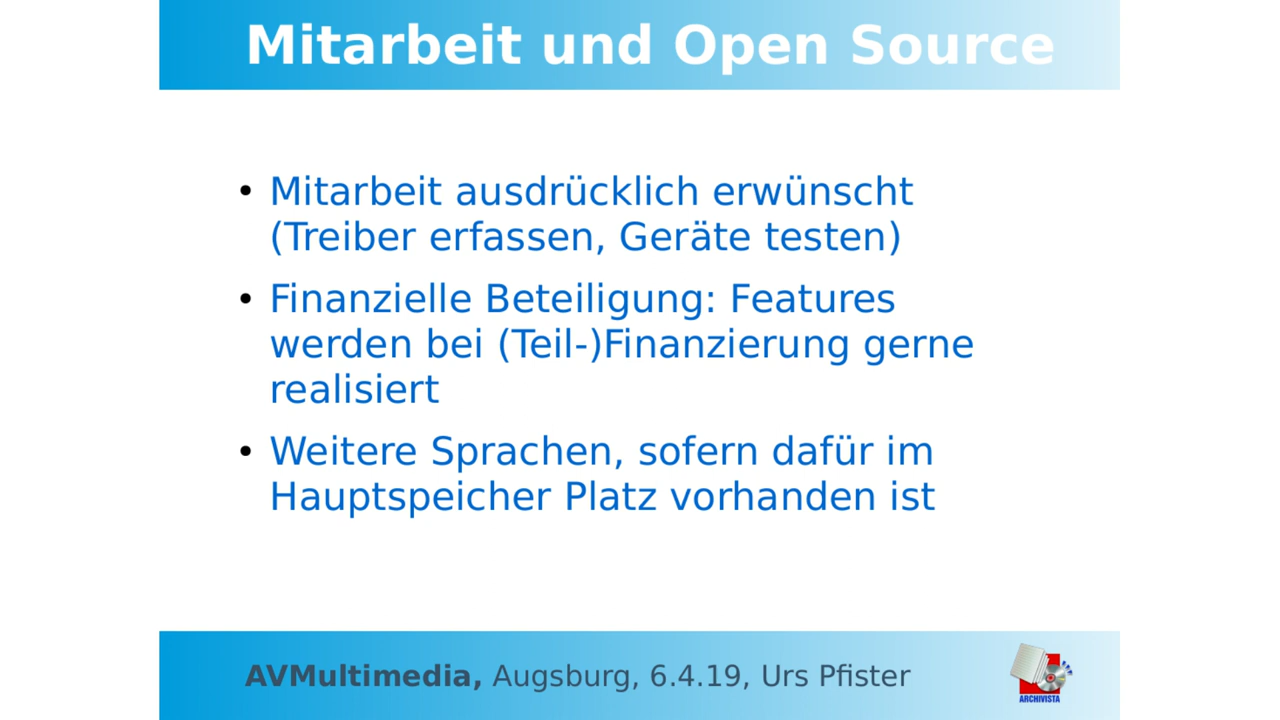 Mitarbeit und Open Source
• Mitarbeit ausdrücklich erwünscht
(Treiber erfassen, Geräte testen)
• Finanzielle Beteiligung: Features
werden bei (Teil-)Finanzierung gerne
realisiert
• Weitere Sprachen, sofern dafür im
Hauptspeicher Platz vorhanden ist
AVMultimedia, Augsburg, 6.4.19, Urs Pfister
ARCHIVISTA